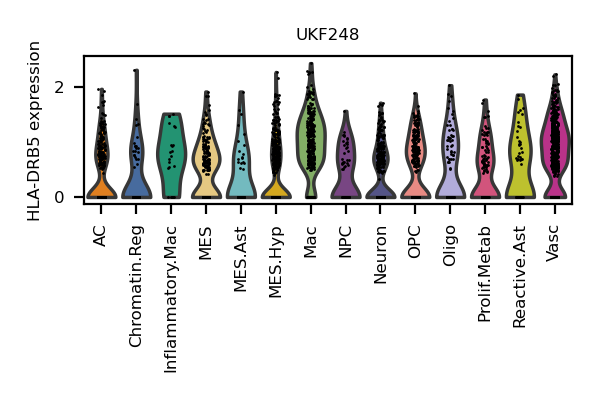 UKF248
HLA-DRB5 expression
2
0
AC
Chromatin.Reg
Inflammatory.Mac
MES
MES.Ast
MES.Hyp
Mac
NPC
Neuron
OPC
Oligo
Prolif.Metab
Reactive.Ast
Vasc